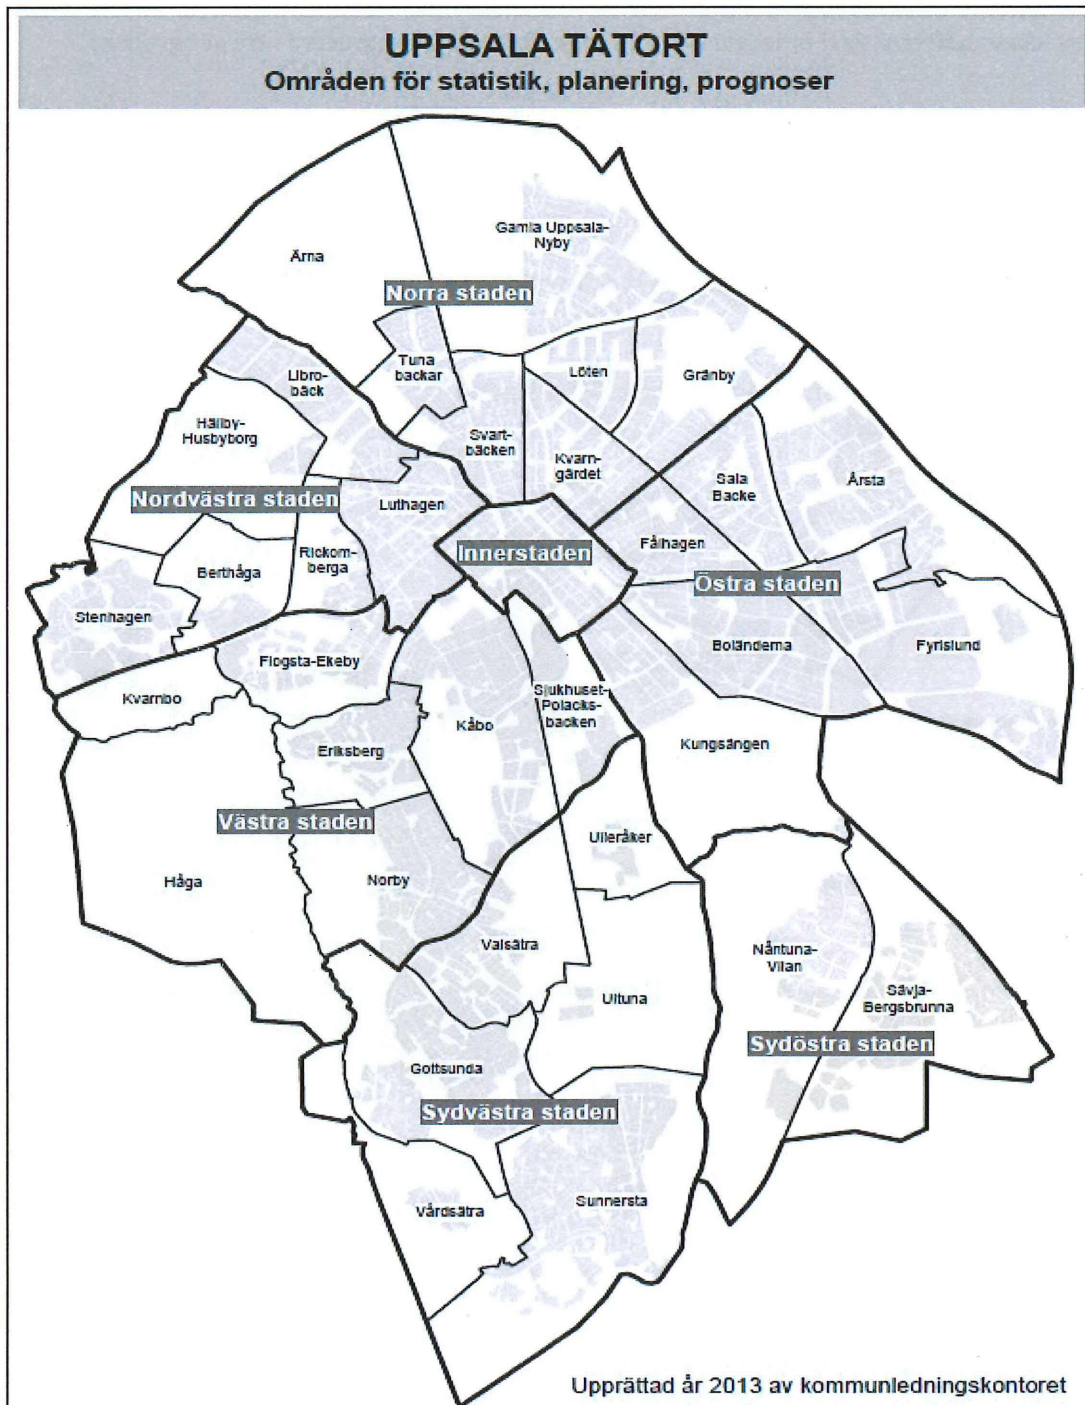 UPPSALA TÄTORT
Områden för statistik, planering, prognoser
Gamla Uppsala-
Nyby
Ärna
Norra staden
Tuna
backar
Librobäck
Löten
Gränby
Hällby-
Husbyborg
Svart-
bäcken
Kvarn-
gärdet
Sala
Backe
Årsta
Nordvästra staden
Luthagen
Innerstaden
Fålhagen
Rickom-
berga
Berthåga
Östra staden
Stenhagen
Boländerna
Fyrislund
Flogsta-Ekeby
Kvarnbo
Sjukhuset-
Polacks-
backen
Kåbo
Eriksberg
Kungsängen
Västra staden
Ulleråker
Håga
Norby
Valsätra
Nåntuna-
Vilan
Ultuna
Sävja-
Bergsbrunna
Sydöstra staden
Gottsunda
Sydvästra staden
Vårdsätra
Sunnersta
Upprättad år 2013 av kommunledningskontoret